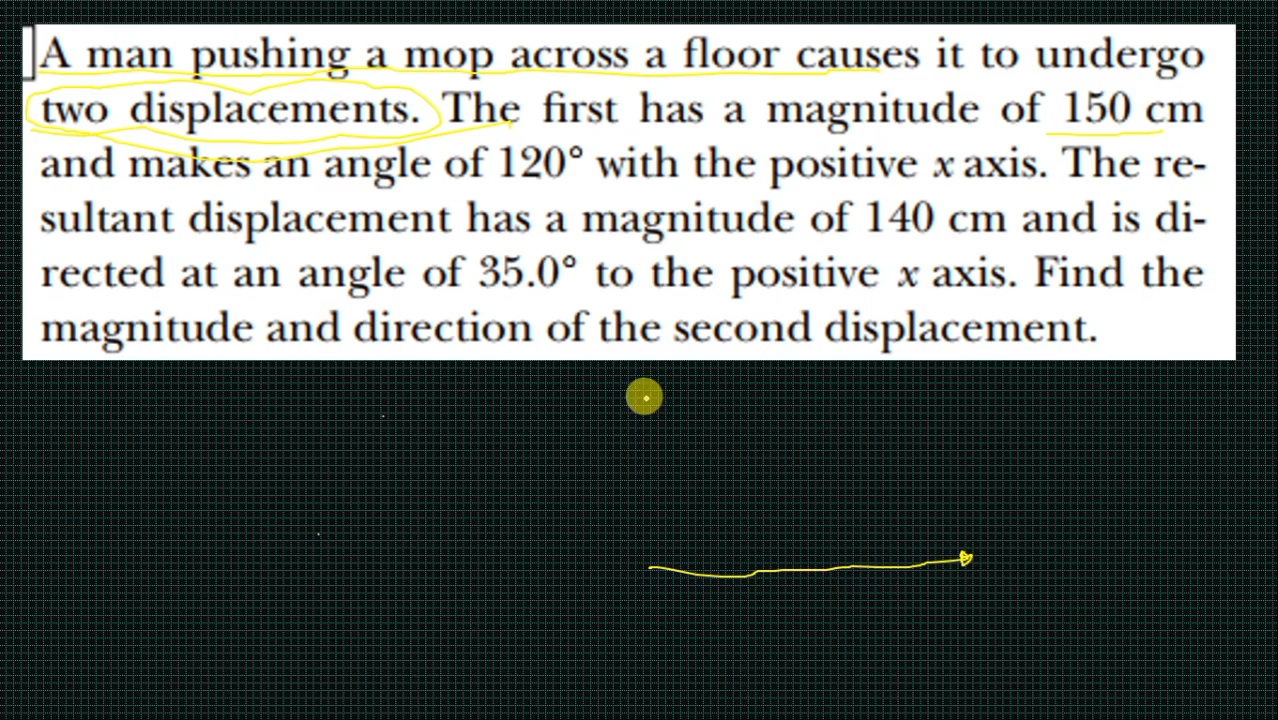 A man pushing a mop across a floor causes it to undergo
two displacements. The first has a magnitude of 150 cm
and makes an angle of 120° with the positive x axis. The re-
sultant displacement has a magnitude of 140 cm and is di-
rected at an angle of 35.0° to the positive x axis. Find the
magnitude and direction of the second displacement.